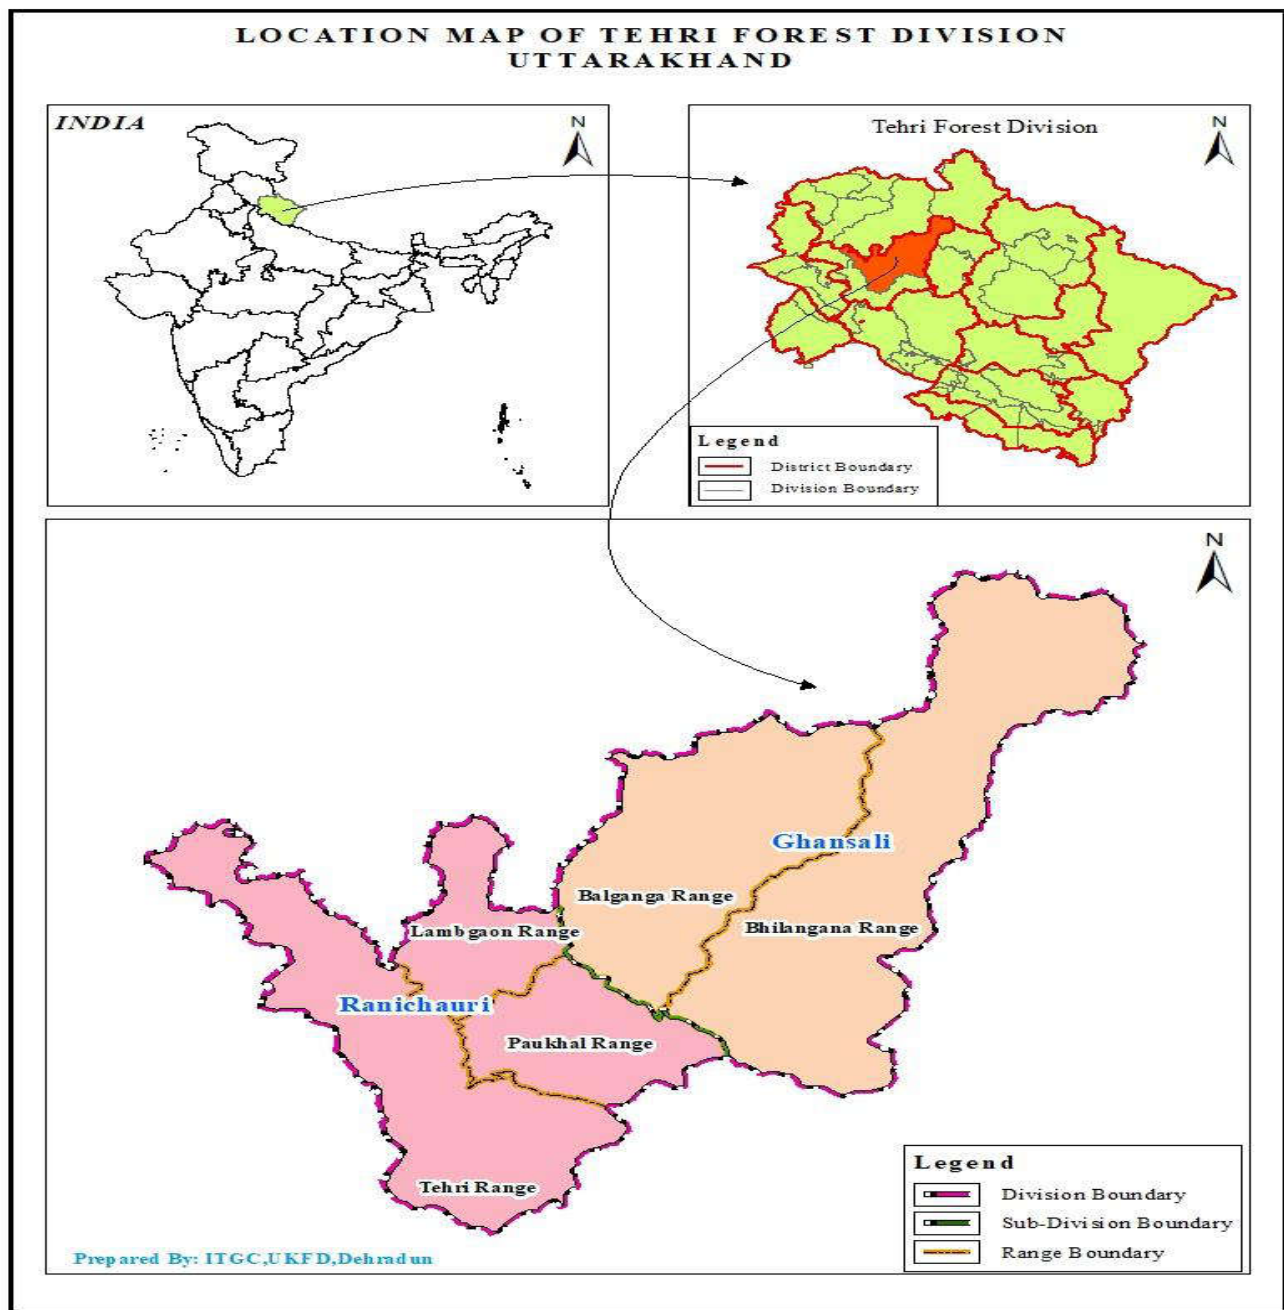 LOCATION MAP OF TEHRI FOREST DIVISION
UTTARAKHAND
INDIA
N
Tehri Forest Division
N
Legend
District Boundary
Division Boundary
N
Ghansali
Balganga Range
Bhilangana Range
Lambgaon Range
Ranichauri
Paukhal Range
Tehri Range
Legend
Division Boundary
Sub-Division Boundary
Range Boundary
Prepared By: ITGC,UKFD,Dehradun